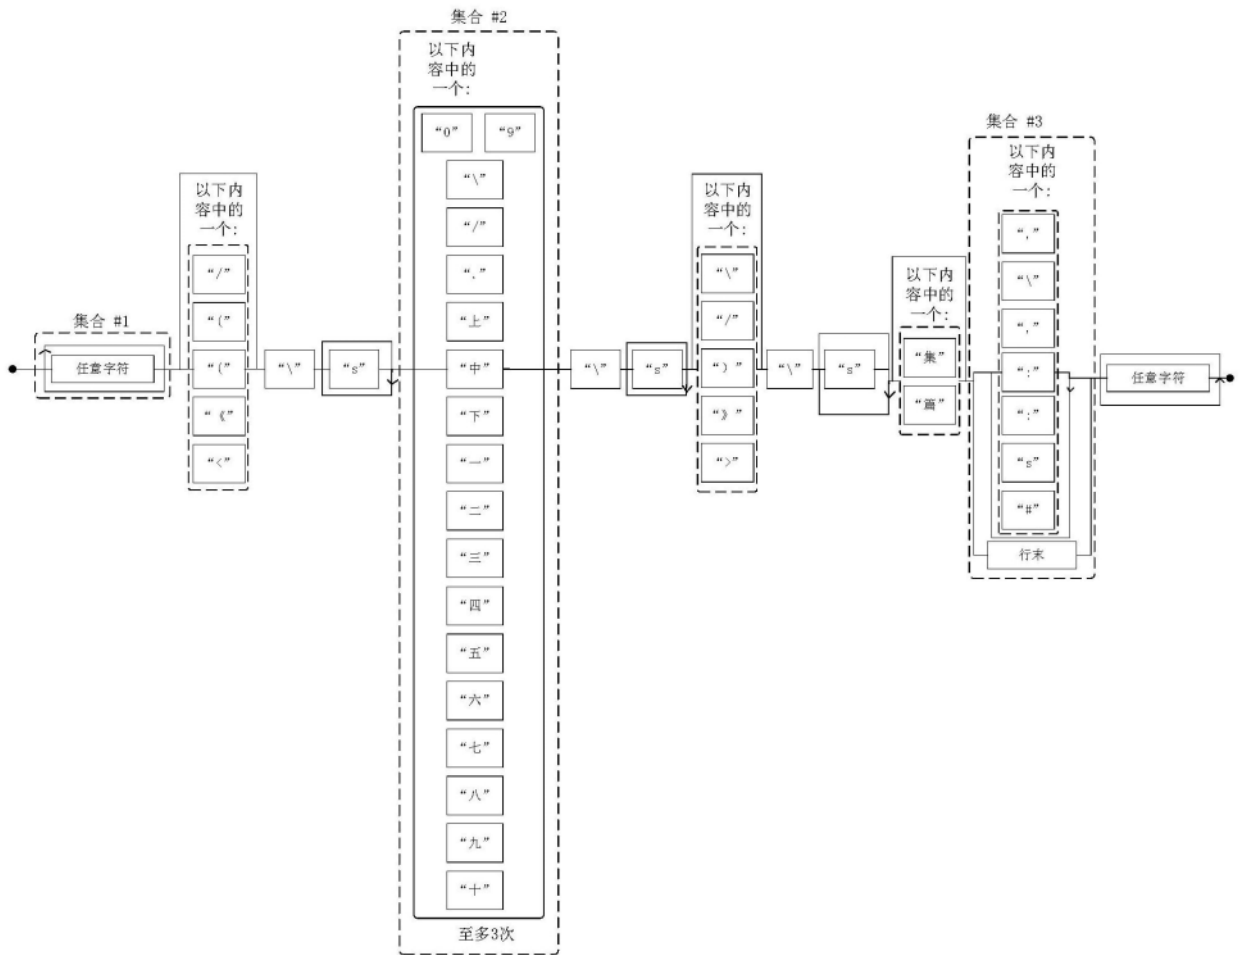 集合 #1
任意字符
以下内
容中的
一个:
“/”
“(”
“(”
“《”
“<”
“\”
“s”
集合 #2
以下内
容中的
一个:
“0” “9”
“\”
“/”
“.”
“上”
“中”
“下”
“一”
“二”
“三”
“四”
“五”
“六”
“七”
“八”
“九”
“十”
至多3次
“\”
“s”
以下内
容中的
一个:
“\”
“/”
“)”
“》”
“>”
“\”
“s”
以下内
容中的
一个:
“集”
“篇”
集合 #3
以下内
容中的
一个:
“,”
“\”
“,”
“:”
“:”
“s”
“#”
行末
任意字符